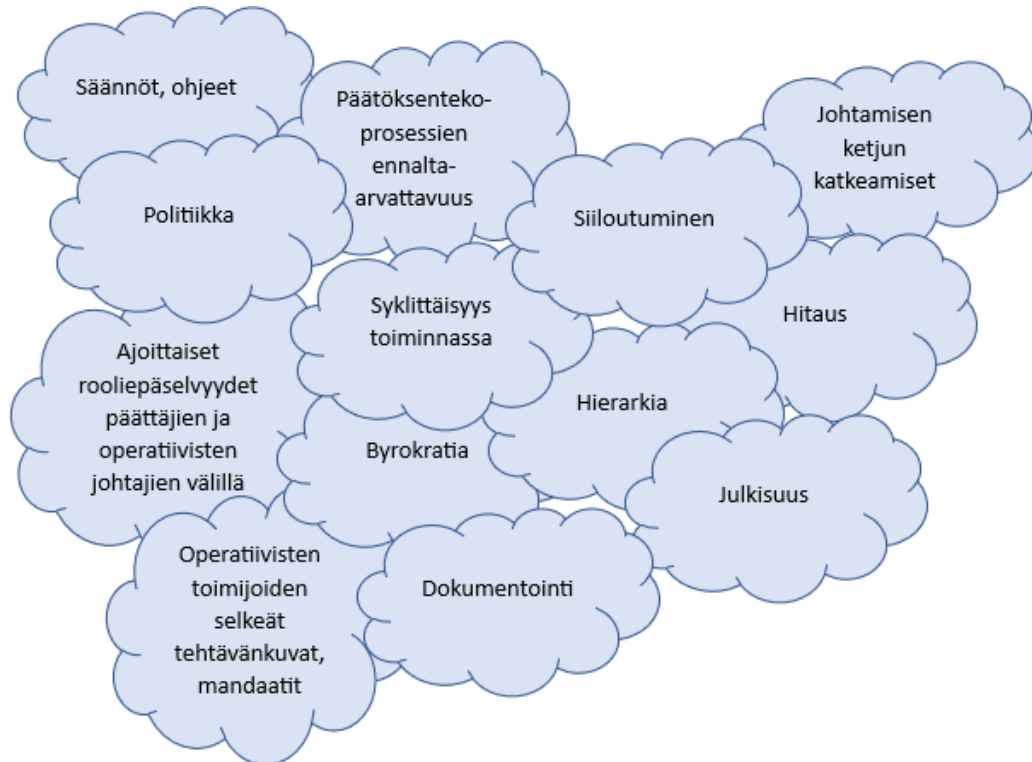 Säännöt, ohjeet
Päätöksenteko-
prosessien
ennalta-
arvattavuus
Johtamisen
ketjun
katkeamiset
Politiikka
Siiloutuminen
Syklittäisyys
toiminnassa
Hitaus
Ajoittaiset
rooliepäselvyydet
päättäjien ja
operatiivisten
johtajien välillä
Hierarkia
Byrokratia
Julkisuus
Operatiivisten
toimijoiden
selkeät
tehtävänkuvat,
mandaatit
Dokumentointi